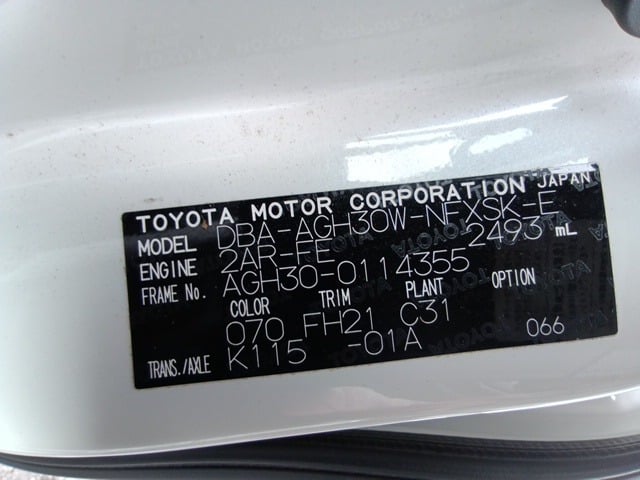 TOYOTA MOTOR CORPORATION JAPAN
MODEL DBA-AGH30W-NFXSK-E
ENGINE 2AR-FE 2493 mL
FRAME No. AGH30-0114355
COLOR TRIM PLANT OPTION
070 FH21 C31
TRANS./AXLE K115 -01A 066